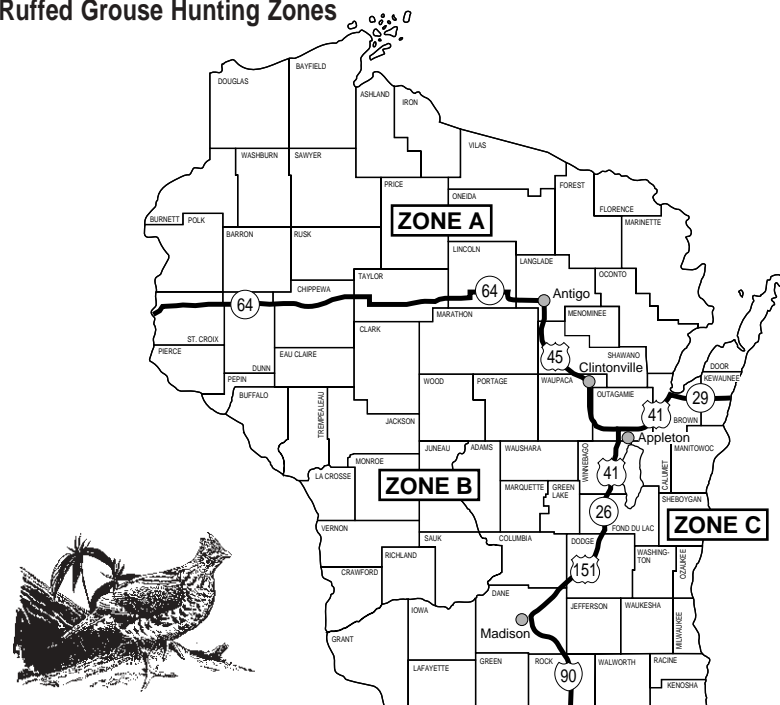 Ruffed Grouse Hunting Zones
BAYFIELD
DOUGLAS
ASHLAND
IRON
VILAS
WASHBURN
SAWYER
PRICE
FOREST
ONEIDA
FLORENCE
BURNETT
POLK
ZONE A
MARINETTE
BARRON
RUSK
LINCOLN
LANGLADE
TAYLOR
OCONTO
CHIPPEWA
64
64
Antigo
MARATHON
MENOMINEE
CLARK
ST. CROIX
PIERCE
EAU CLAIRE
45
SHAWANO
Clintonville
DUNN
DOOR
PEPIN
WOOD
PORTAGE
WAUPACA
KEWAUNEE
BUFFALO
TREMPEALEAU
OUTAGAMIE
29
41
BROWN
JACKSON
Appleton
JUNEAU
ADAMS
WAUSHARA
WINNEBAGO
MANITOWOC
MONROE
CALUMET
LA CROSSE
ZONE B
41
MARQUETTE
GREEN
LAKE
SHEBOYGAN
26
VERNON
FOND DU LAC
ZONE C
SAUK
COLUMBIA
DODGE
RICHLAND
WASHING-
TON
OZAUKEE
CRAWFORD
151
DANE
IOWA
JEFFERSON
WAUKESHA
MILWAUKEE
Madison
GRANT
GREEN
ROCK
WALWORTH
RACINE
LAFAYETTE
90
KENOSHA